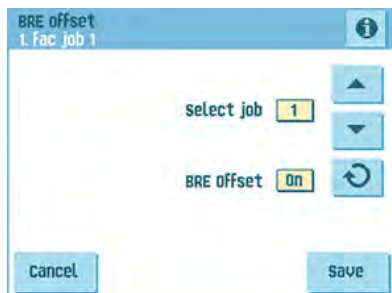 BRE offset
1. Fac job 1
Select job 1
BRE offset On
Cancel Save